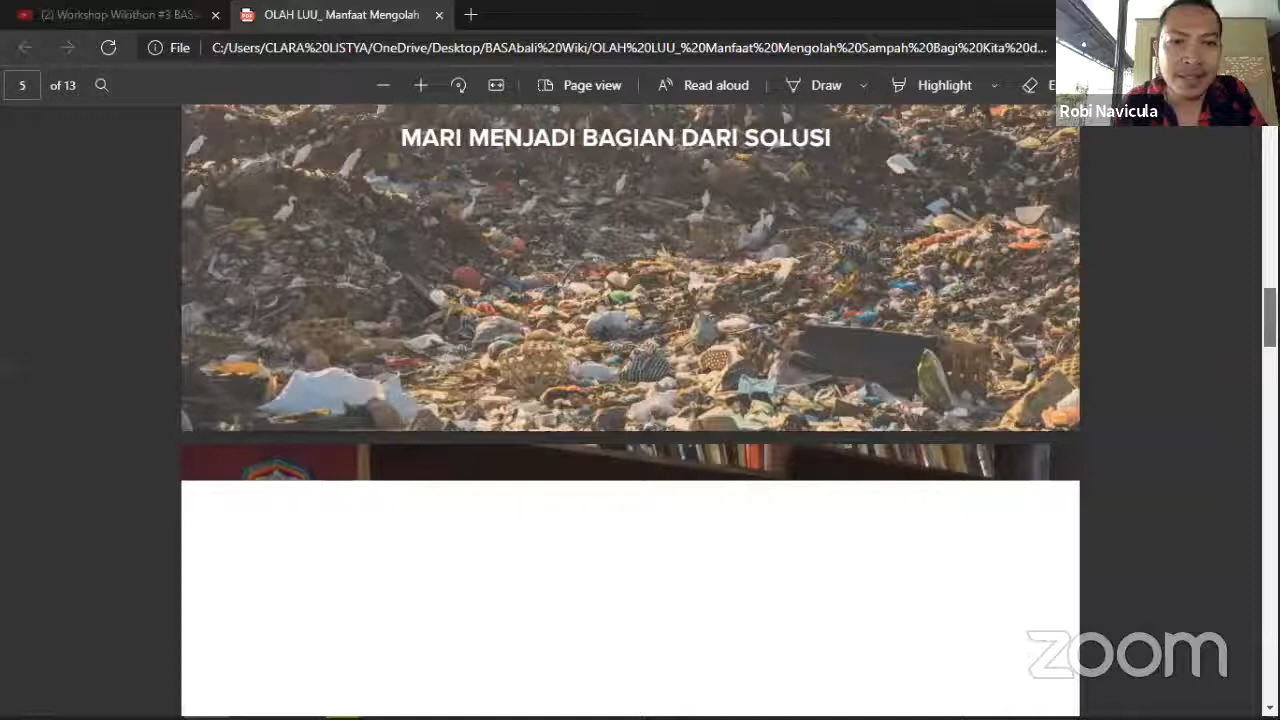 (2) Workshop Wikithon #3 BAS
OLAH LUU_ Manfaat Mengolah
File
C:/Users/CLARA%20LISTYA/OneDrive/Desktop/BASAbali%20Wiki/OLAH%20LUU_%20Manfaat%20Mengolah%20Sampah%20Bagi%20Kita%20d...
5 of 13
Page view
Read aloud
Draw
Highlight
Robi Navicula
MARI MENJADI BAGIAN DARI SOLUSI
zoom